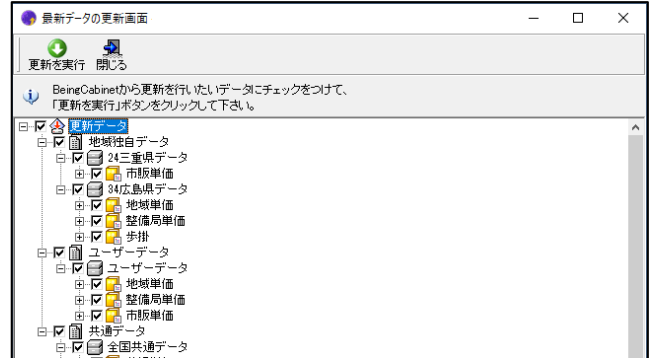 最新データの更新画面
更新を実行 閉じる
BeingCabinetから更新を行いたいデータにチェックをつけて、
「更新を実行」ボタンをクリックして下さい。
更新データ
地域独自データ
24三重県データ
市販単価
34広島県データ
地域単価
整備局単価
歩掛
ユーザーデータ
ユーザーデータ
地域単価
整備局単価
市販単価
共通データ
全国共通データ